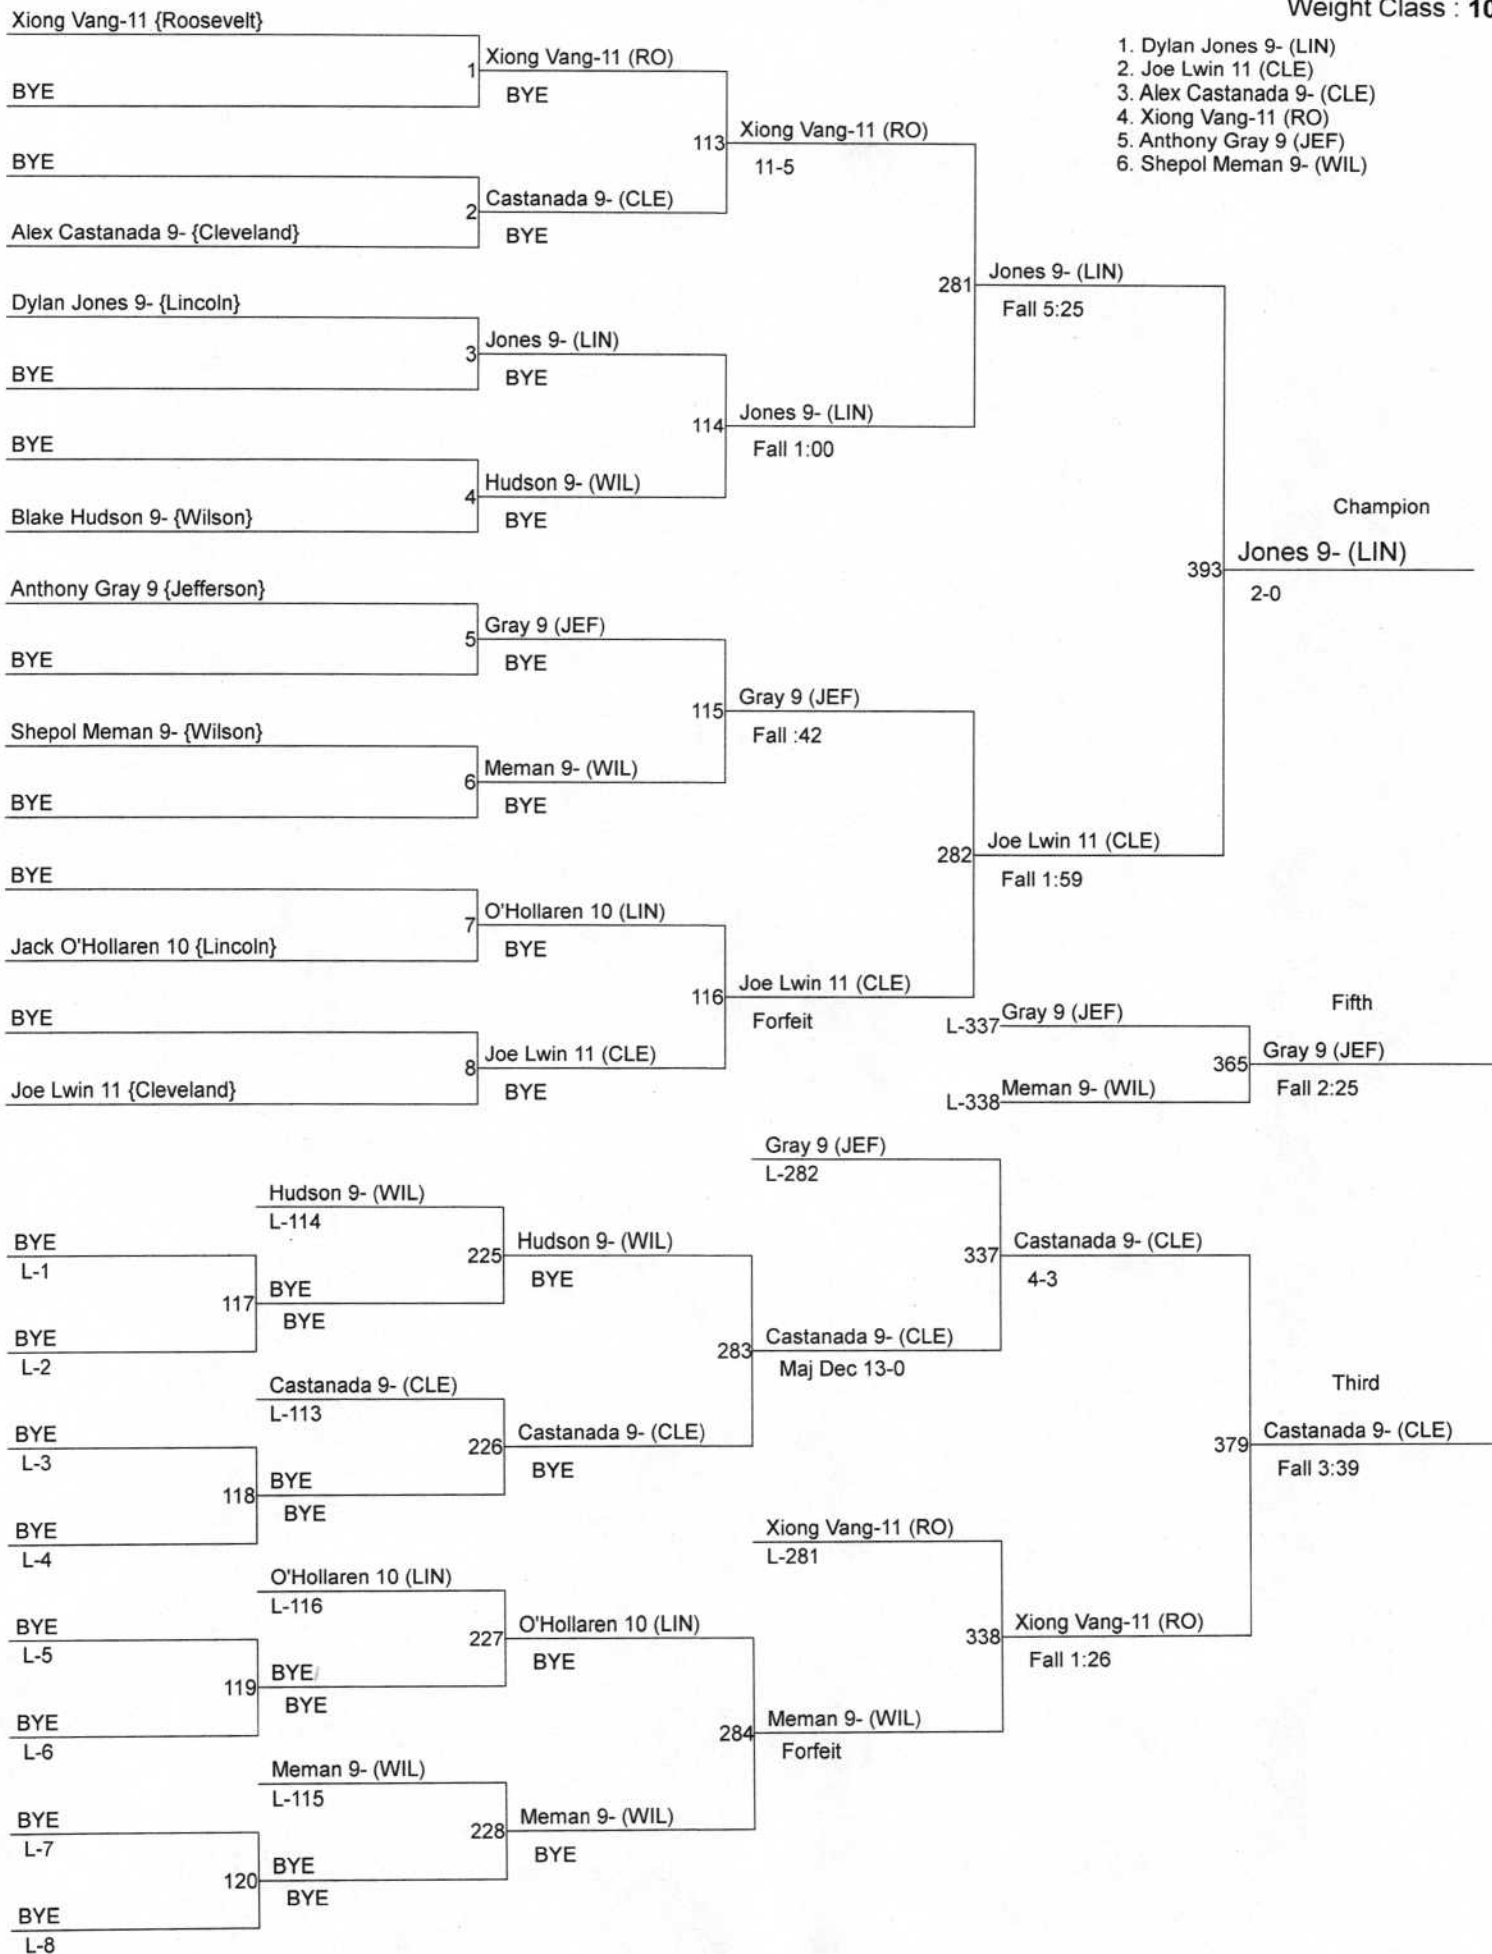 Weight Class : 10
1. Dylan Jones 9- (LIN)
2. Joe Lwin 11 (CLE)
3. Alex Castanada 9- (CLE)
4. Xiong Vang-11 (RO)
5. Anthony Gray 9 (JEF)
6. Shepol Meman 9- (WIL)
Xiong Vang-11 {Roosevelt}
BYE
1
Xiong Vang-11 (RO)
BYE
BYE
Alex Castanada 9- {Cleveland}
2
Castanada 9- (CLE)
BYE
113
Xiong Vang-11 (RO)
11-5
Dylan Jones 9- {Lincoln}
BYE
3
Jones 9- (LIN)
BYE
BYE
Blake Hudson 9- {Wilson}
4
Hudson 9- (WIL)
BYE
114
Jones 9- (LIN)
Fall 1:00
281
Jones 9- (LIN)
Fall 5:25
Anthony Gray 9 {Jefferson}
BYE
5
Gray 9 (JEF)
BYE
Shepol Meman 9- {Wilson}
BYE
6
Meman 9- (WIL)
BYE
115
Gray 9 (JEF)
Fall :42
BYE
Jack O'Hollaren 10 {Lincoln}
7
O'Hollaren 10 (LIN)
BYE
BYE
Joe Lwin 11 {Cleveland}
8
Joe Lwin 11 (CLE)
BYE
116
Joe Lwin 11 (CLE)
Forfeit
282
Joe Lwin 11 (CLE)
Fall 1:59
Champion
393
Jones 9- (LIN)
2-0
L-337
Gray 9 (JEF)
L-338
Meman 9- (WIL)
Fifth
365
Gray 9 (JEF)
Fall 2:25
Gray 9 (JEF)
L-282
Hudson 9- (WIL)
L-114
BYE
L-1
BYE
L-2
117
BYE
BYE
225
Hudson 9- (WIL)
BYE
Castanada 9- (CLE)
L-113
BYE
L-3
BYE
L-4
118
BYE
BYE
226
Castanada 9- (CLE)
BYE
283
Castanada 9- (CLE)
Maj Dec 13-0
337
Castanada 9- (CLE)
4-3
Xiong Vang-11 (RO)
L-281
O'Hollaren 10 (LIN)
L-116
BYE
L-5
BYE
L-6
119
BYE
BYE
227
O'Hollaren 10 (LIN)
BYE
Meman 9- (WIL)
L-115
BYE
L-7
BYE
L-8
120
BYE
BYE
228
Meman 9- (WIL)
BYE
284
Meman 9- (WIL)
Forfeit
338
Xiong Vang-11 (RO)
Fall 1:26
Third
379
Castanada 9- (CLE)
Fall 3:39